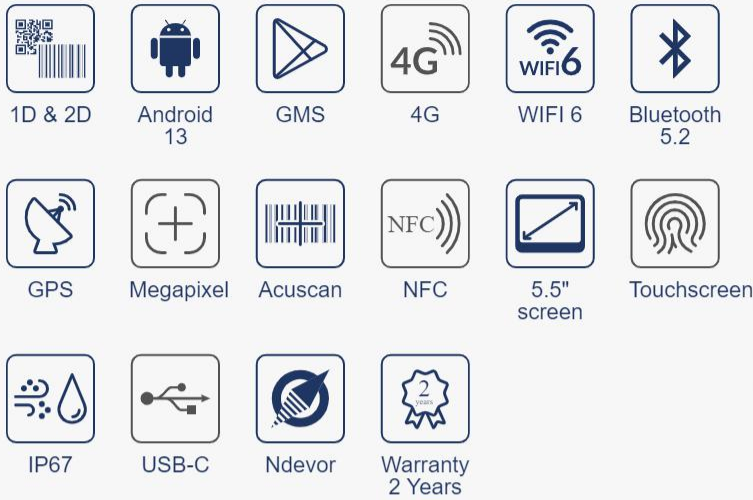 4G
WIFI6
1D & 2D
Android
13
GMS
4G
WIFI 6
Bluetooth
5.2
NFC
GPS
Megapixel
Acuscan
NFC
5.5"
screen
Touchscreen
2
years
IP67
USB-C
Ndevor
Warranty
2 Years